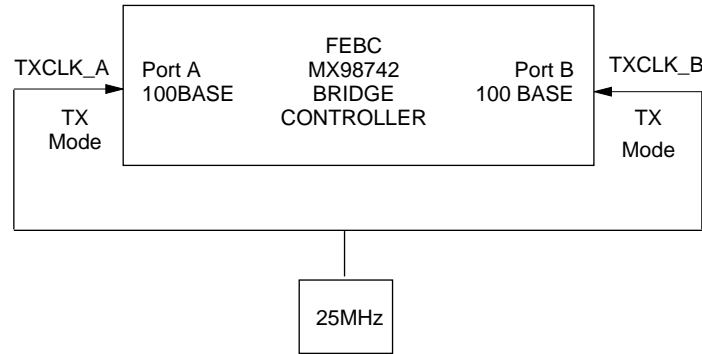 TXCLK_A
TX
Mode
Port A
100BASE
FEBC
MX98742
BRIDGE
CONTROLLER
Port B
100 BASE
TXCLK_B
TX
Mode
25MHz